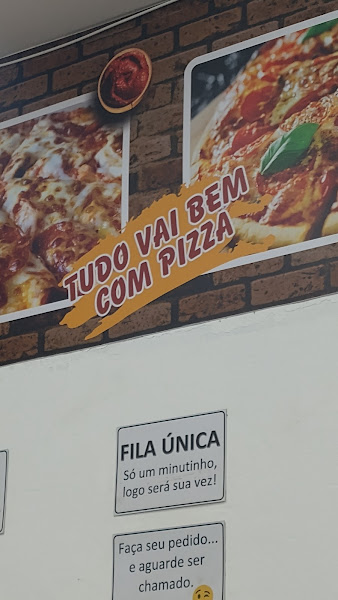 TUDO VAI BEM
COM PIZZA
FILA ÚNICA
Só um minutinho,
logo será sua vez!
Faça seu pedido...
e aguarde ser
chamado.